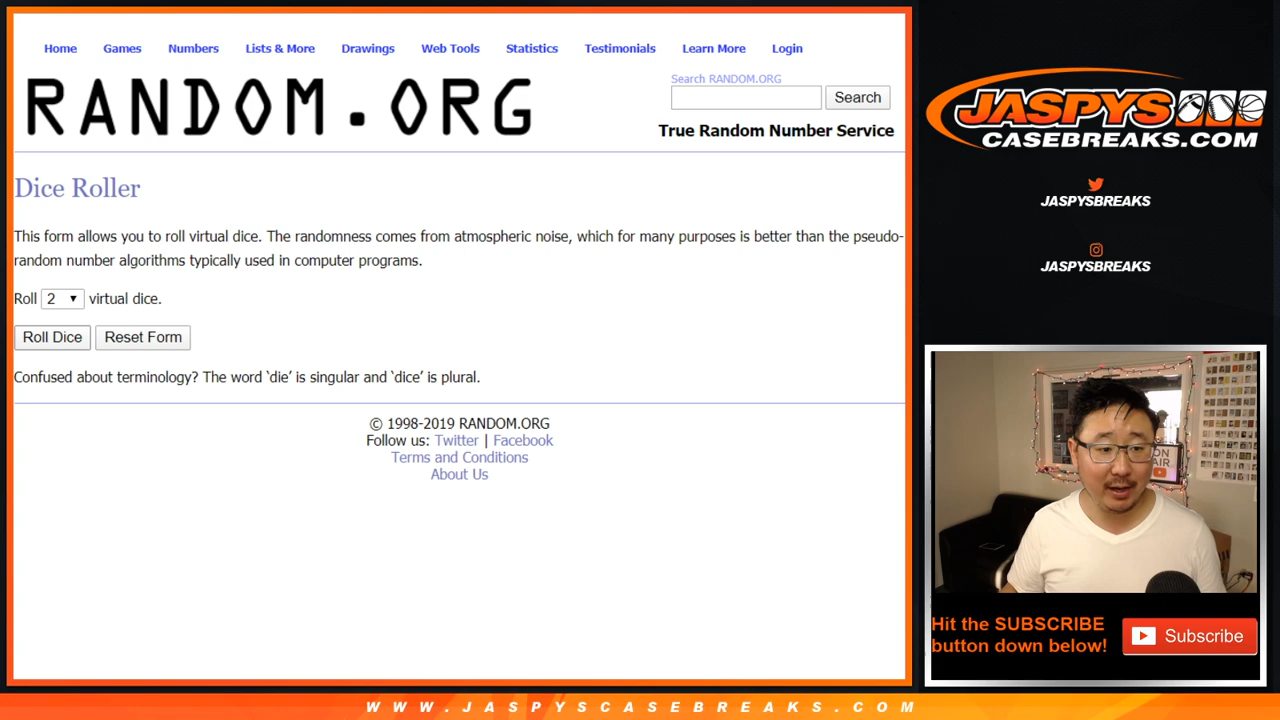 Home Games Numbers Lists & More Drawings Web Tools Statistics Testimonials Learn More Login
RANDOM.ORG
Search RANDOM.ORG
Search
True Random Number Service
Dice Roller
This form allows you to roll virtual dice. The randomness comes from atmospheric noise, which for many purposes is better than the pseudo-
random number algorithms typically used in computer programs.
Roll 2 virtual dice.
Roll Dice Reset Form
Confused about terminology? The word ‘die’ is singular and ‘dice’ is plural.
© 1998-2019 RANDOM.ORG
Follow us: Twitter | Facebook
Terms and Conditions
About Us
JASPYS
CASEBREAKS.COM
JASPYSBREAKS
JASPYSBREAKS
ON
AIR
Hit the SUBSCRIBE
button down below!
Subscribe
WWW.JASPYSCASEBREAKS.COM